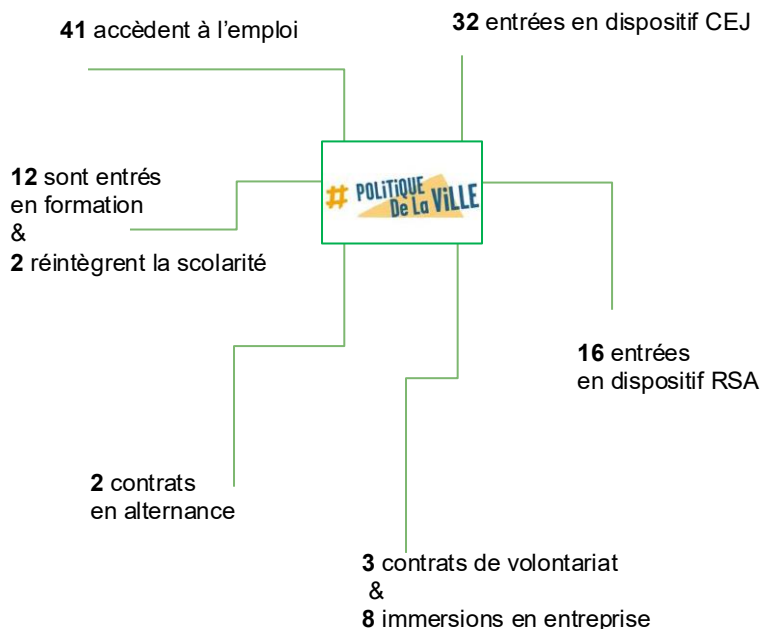 41 accèdent à l’emploi
32 entrées en dispositif CEJ
# POLiTiQUE
De La ViLLE
12 sont entrés
en formation
&
2 réintègrent la scolarité
16 entrées
en dispositif RSA
2 contrats
en alternance
3 contrats de volontariat
&
8 immersions en entreprise